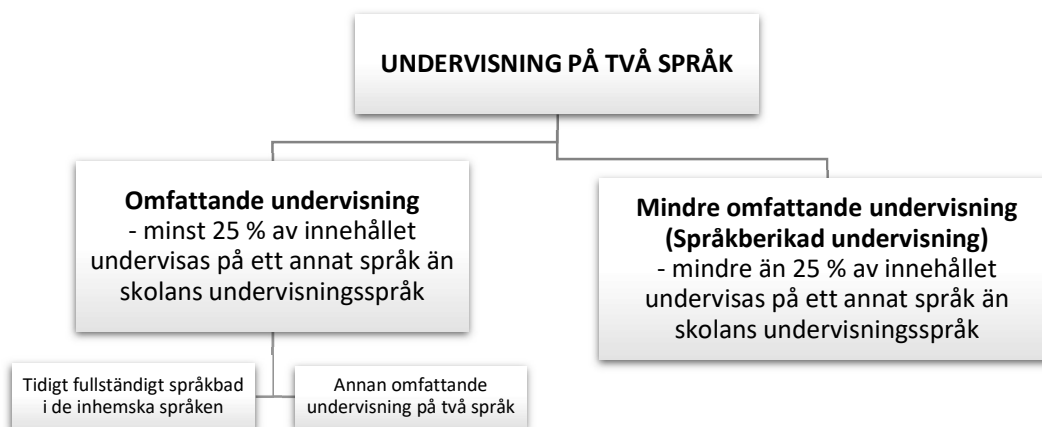 UNDERVISNING PÅ TVÅ SPRÅK
Omfattande undervisning
- minst 25 % av innehållet
undervisas på ett annat språk än
skolans undervisningsspråk
Mindre omfattande undervisning
(Språkberikad undervisning)
- mindre än 25 % av innehållet
undervisas på ett annat språk än
skolans undervisningsspråk
Tidigt fullständigt språkbad
i de inhemska språken
Annan omfattande
undervisning på två språk